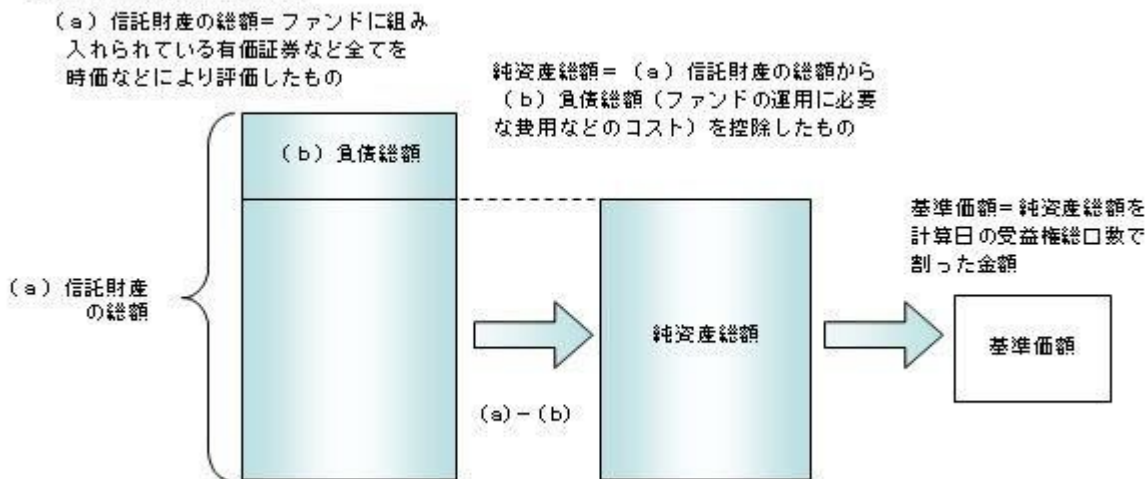 (a) 信託財産の総額=ファンドに組み
入れられている有価証券など全てを
時価などにより評価したもの
純資産総額= (a) 信託財産の総額から
(b) 負債総額(ファンドの運用に必要
な費用などのコスト)を控除したもの
(b) 負債総額
基準価額=純資産総額を
計算日の受益権総口数で
割った金額
(a) 信託財産
の総額
純資産総額
基準価額
(a)-(b)